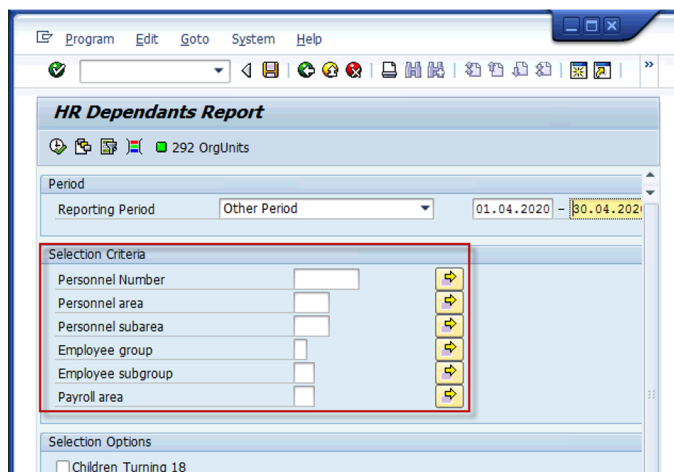 Program Edit Goto System Help
»
HR Dependants Report
292 OrgUnits
Period
Reporting Period Other Period 01.04.2020 - 30.04.202
Selection Criteria
Personnel Number
Personnel area
Personnel subarea
Employee group
Employee subgroup
Payroll area
Selection Options
Children Turning 18